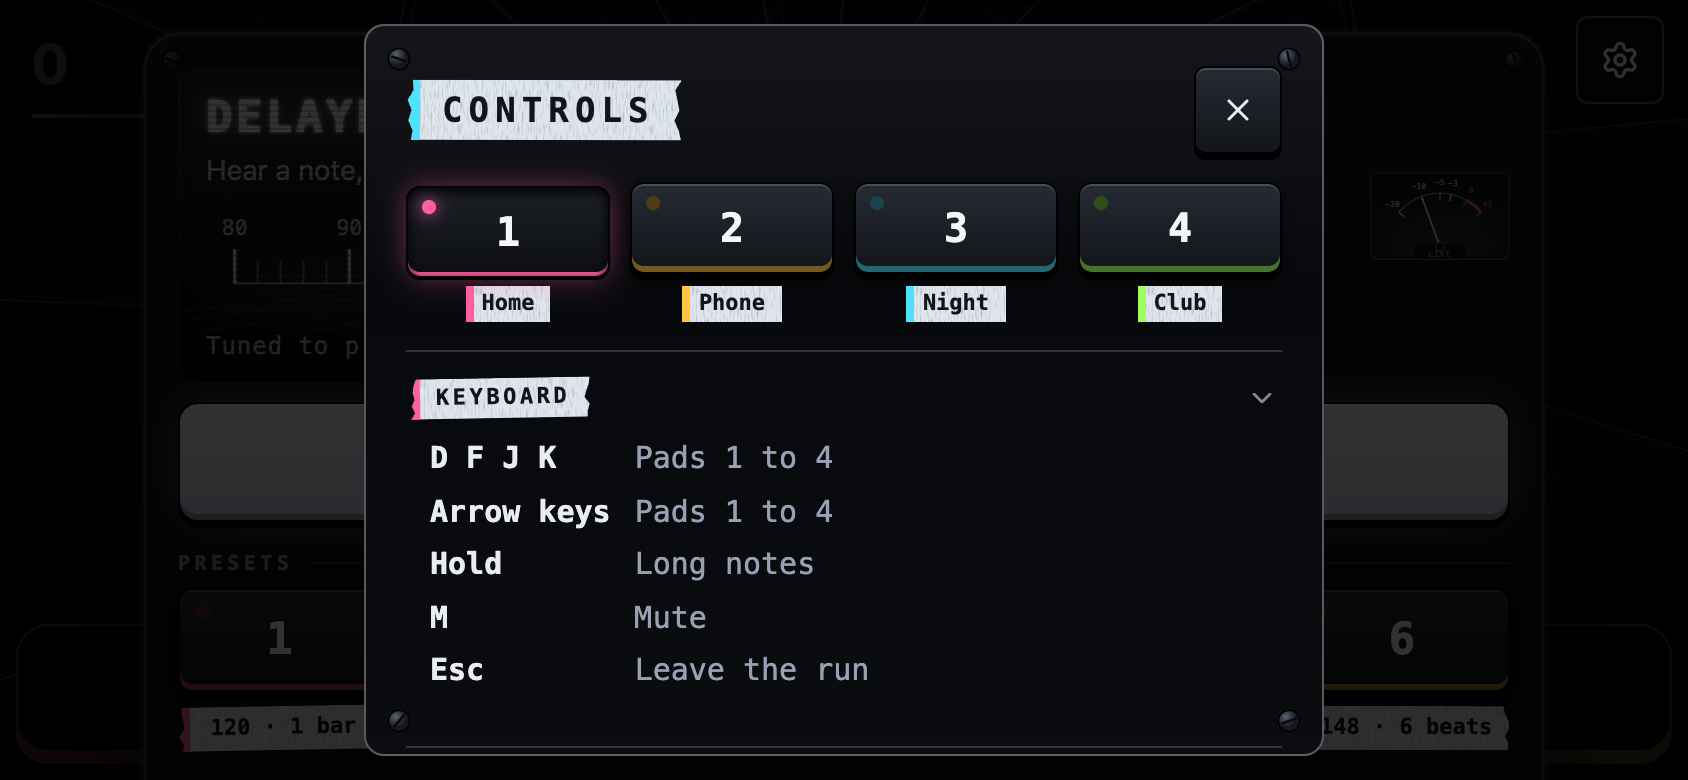 0
DELAY
Hear a note,
80 90
Tuned to p
-20 -10 -5 -3 0 +3
LIVE
CONTROLS
1 2 3 4
Home Phone Night Club
KEYBOARD
D F J K Pads 1 to 4
Arrow keys Pads 1 to 4
Hold Long notes
M Mute
Esc Leave the run
PRESETS
1 6
120 · 1 bar 148 · 6 beats